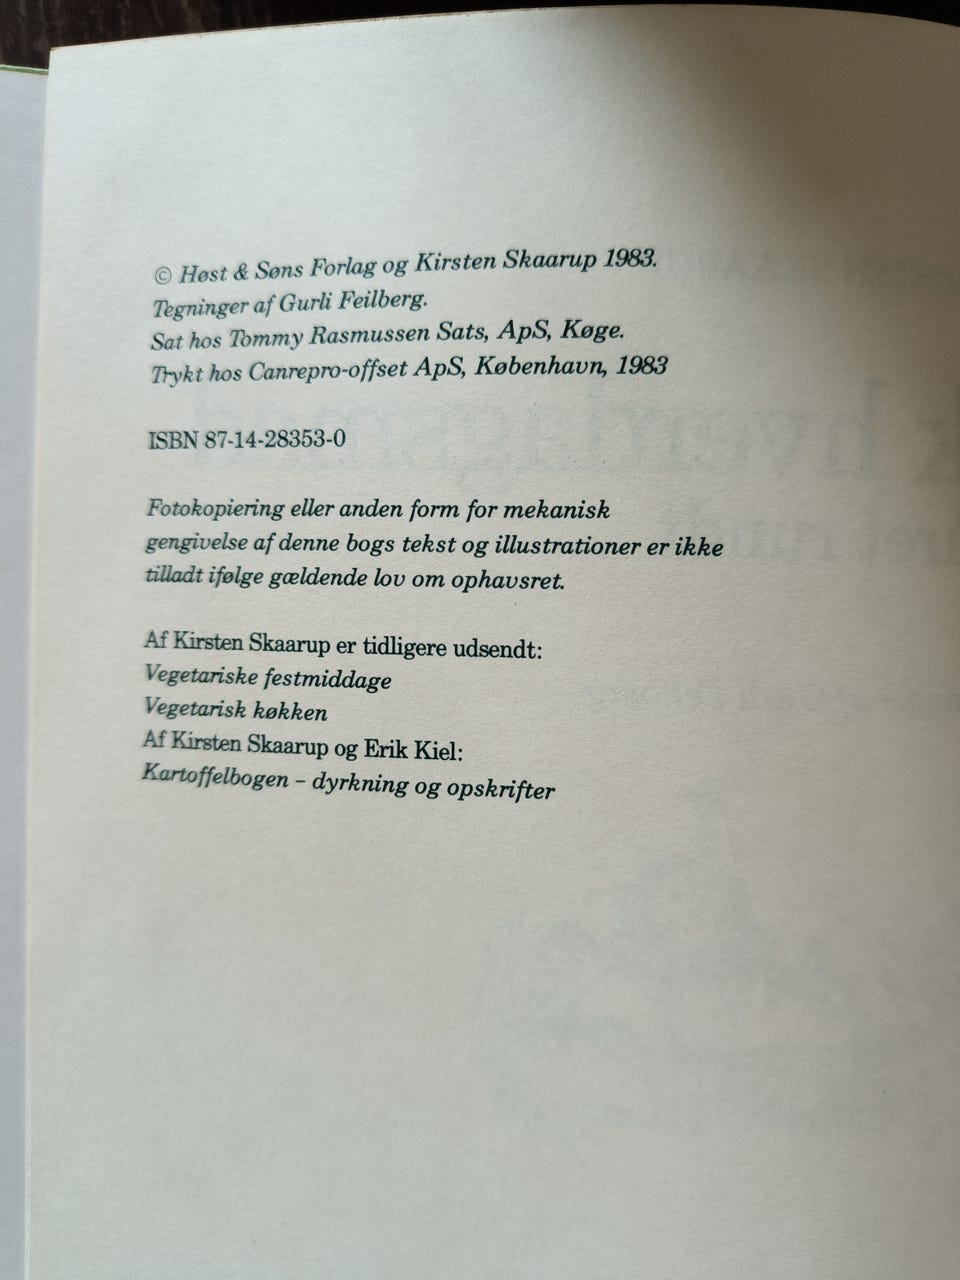 © Høst & Søns Forlag og Kirsten Skaarup 1983.
Tegninger af Gurli Feilberg.
Sat hos Tommy Rasmussen Sats, ApS, Køge.
Trykt hos Canrepro-offset ApS, København, 1983
ISBN 87-14-28353-0
Fotokopiering eller anden form for mekanisk
gengivelse af denne bogs tekst og illustrationer er ikke
tilladt ifølge gældende lov om ophavsret.
Af Kirsten Skaarup er tidligere udsendt:
Vegetariske festmiddage
Vegetarisk køkken
Af Kirsten Skaarup og Erik Kiel:
Kartoffelbogen – dyrkning og opskrifter